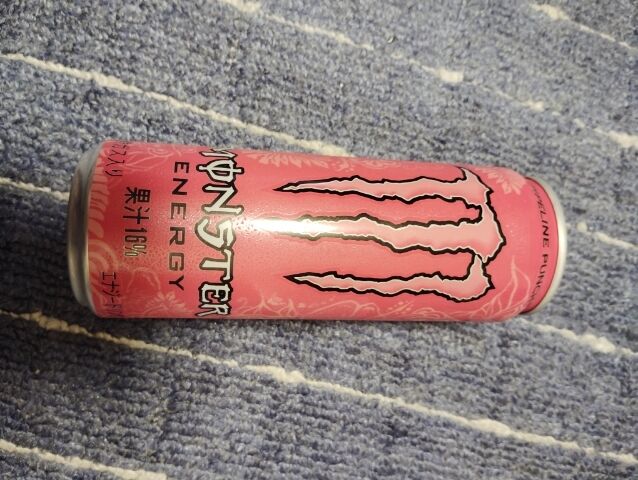 PIPELINE PUNCH
MONSTER
ENERGY
果汁16%